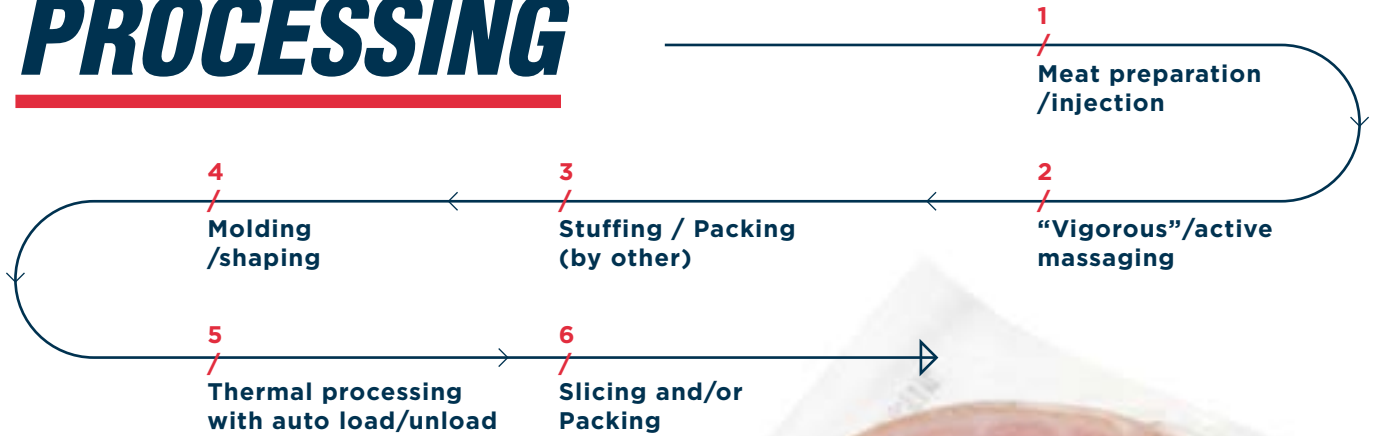 PROCESSING
1
Meat preparation
/injection
2
“Vigorous”/active
massaging
3
Stuffing / Packing
(by other)
4
Molding
/shaping
5
Thermal processing
with auto load/unload
6
Slicing and/or
Packing